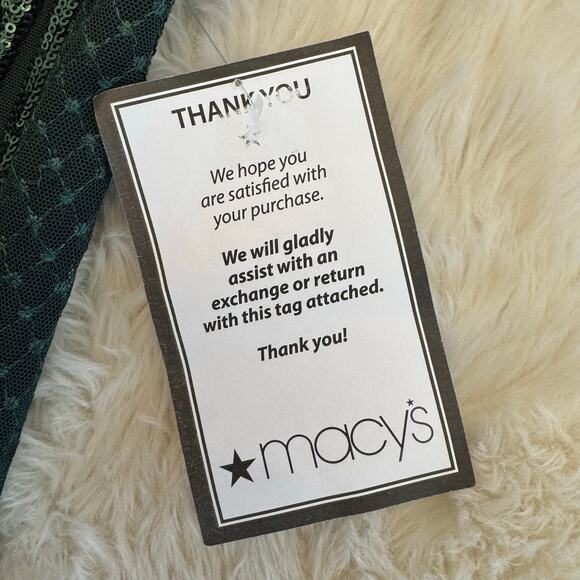 THANK YOU
We hope you
are satisfied with
your purchase.
We will gladly
assist with an
exchange or return
with this tag attached.
Thank you!
macy's